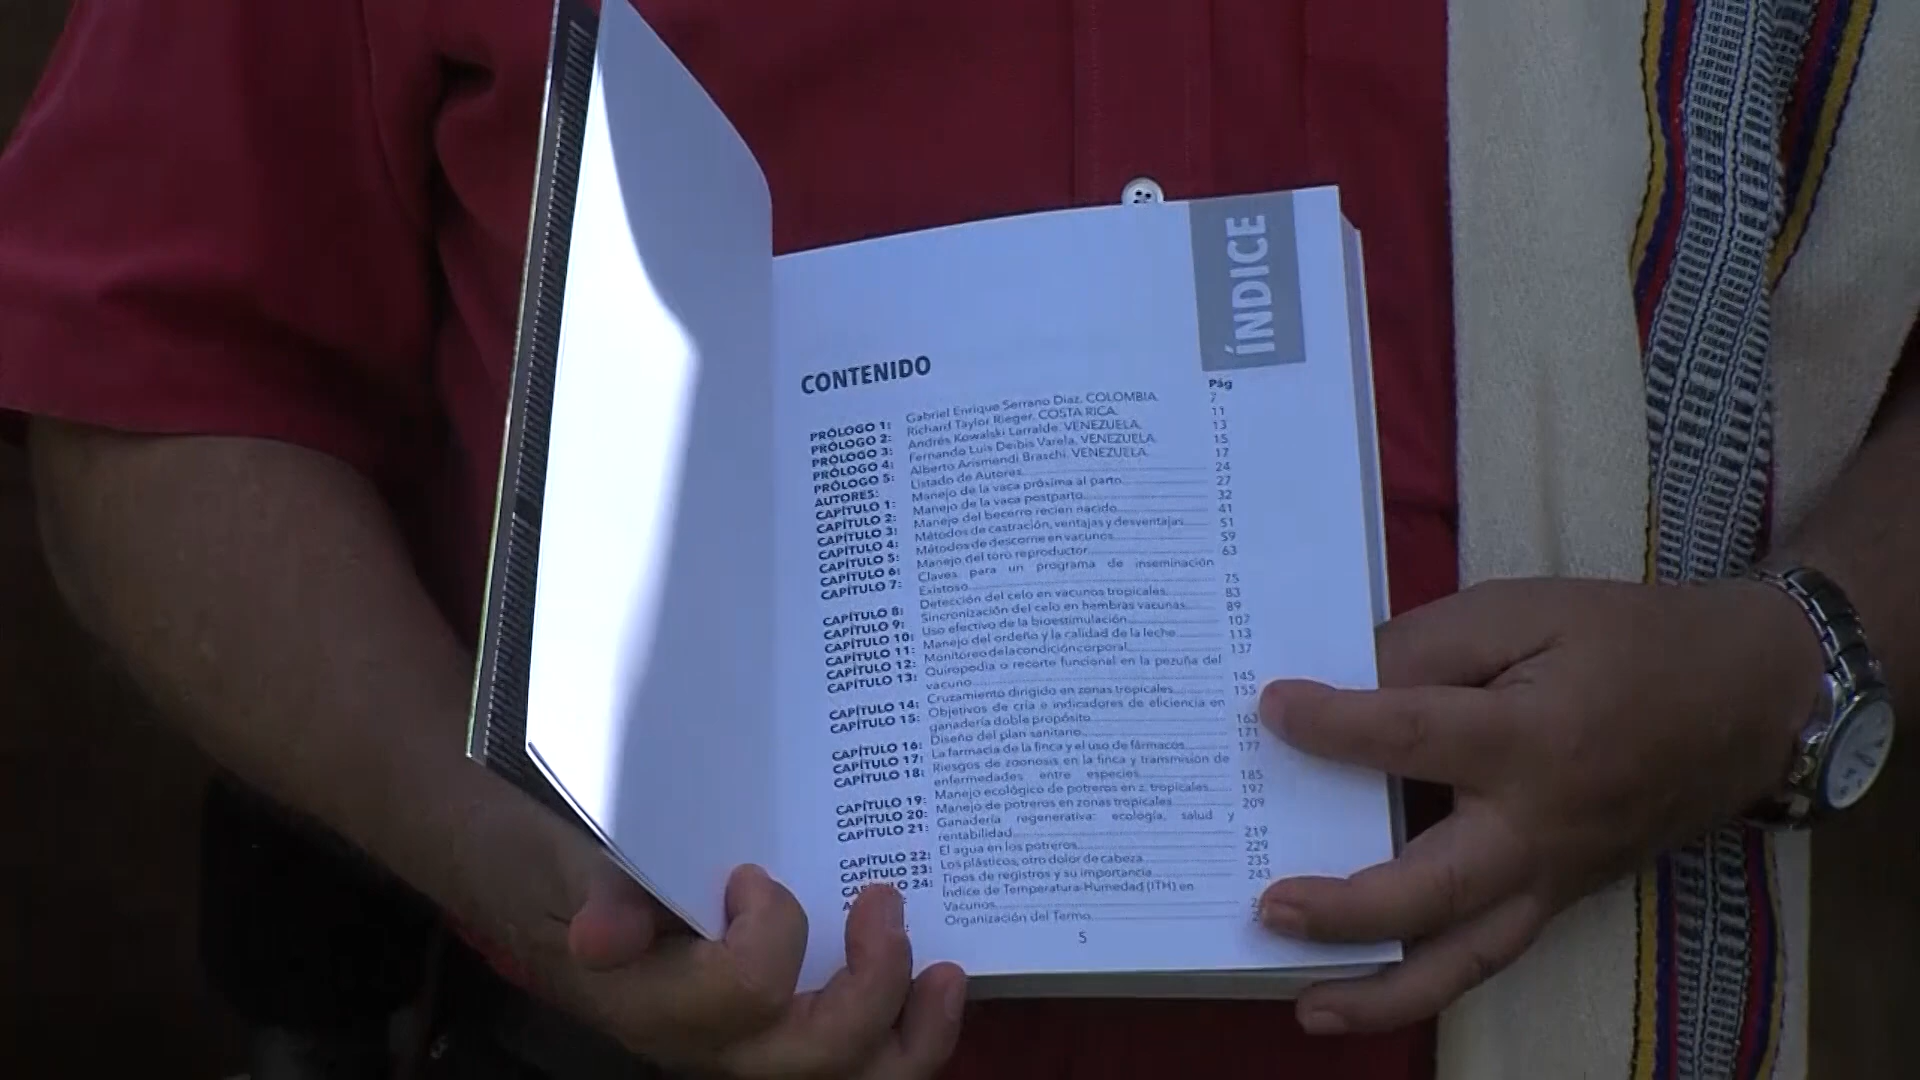 ÍNDICE
CONTENIDO
Pág
PRÓLOGO 1: Gabriel Enrique Serrano Diaz. COLOMBIA. 7
PRÓLOGO 2: Richard Taylor Rieger. COSTA RICA. 11
PRÓLOGO 3: Andrés Kowalski Larralde. VENEZUELA. 13
PRÓLOGO 4: Fernando Luis Deibis Varela. VENEZUELA. 15
PRÓLOGO 5: Alberto Arismendi Braschi. VENEZUELA. 17
AUTORES: Listado de Autores 24
CAPÍTULO 1: Manejo de la vaca próxima al parto 27
CAPÍTULO 2: Manejo de la vaca postparto 32
CAPÍTULO 3: Manejo del becerro recien nacido 41
CAPÍTULO 4: Métodos de castración, ventajas y desventajas 51
CAPÍTULO 5: Métodos de descorne en vacunos 59
CAPÍTULO 6: Manejo del toro reproductor 63
CAPÍTULO 7: Claves para un programa de inseminación
Existoso 75
CAPÍTULO 8: Detección del celo en vacunos tropicales 83
CAPÍTULO 9: Sincronización del celo en hembras vacunas 89
CAPÍTULO 10: Uso efectivo de la bioestimulación 107
CAPÍTULO 11: Manejo del ordeño y la calidad de la leche 113
CAPÍTULO 12: Monitoreo de la condición corporal 137
CAPÍTULO 13: Quiropodia o recorte funcional en la pezuña del
vacuno 145
CAPÍTULO 14: Cruzamiento dirigido en zonas tropicales 155
CAPÍTULO 15: Objetivos de cría e indicadores de eficiencia en
ganadería doble propósito 163
CAPÍTULO 16: Diseño del plan sanitario 171
CAPÍTULO 17: La farmacia de la finca y el uso de fármacos 177
CAPÍTULO 18: Riesgos de zoonosis en la finca y transmisión de
enfermedades entre especies 185
CAPÍTULO 19: Manejo ecológico de potreros en z. tropicales 197
CAPÍTULO 20: Manejo de potreros en zonas tropicales 209
CAPÍTULO 21: Ganadería regenerativa: ecología, salud y
rentabilidad 219
CAPÍTULO 22: El agua en los potreros 229
CAPÍTULO 23: Los plásticos, otro dolor de cabeza 235
24: Tipos de registros y su importancia 243
Índice de Temperatura-Humedad (ITH) en
Vacunos
Organización del Termo
5